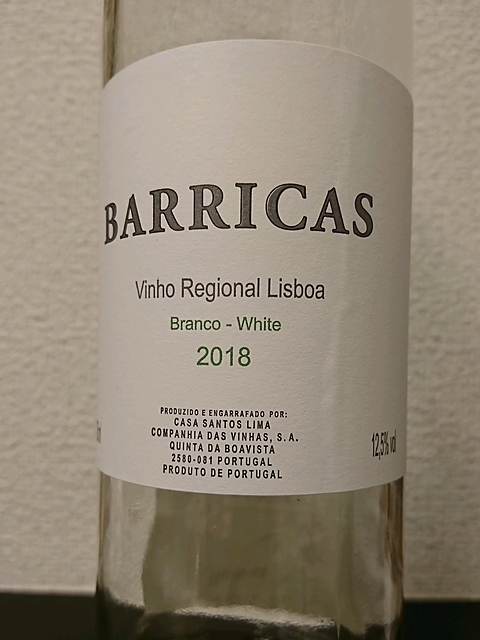 BARRICAS
Vinho Regional Lisboa
Branco - White
2018
PRODUZIDO E ENGARRAFADO POR:
CASA SANTOS LIMA
COMPANHIA DAS VINHAS, S.A.
QUINTA DA BOAVISTA
2580-081 PORTUGAL
PRODUTO DE PORTUGAL
12,5% vol